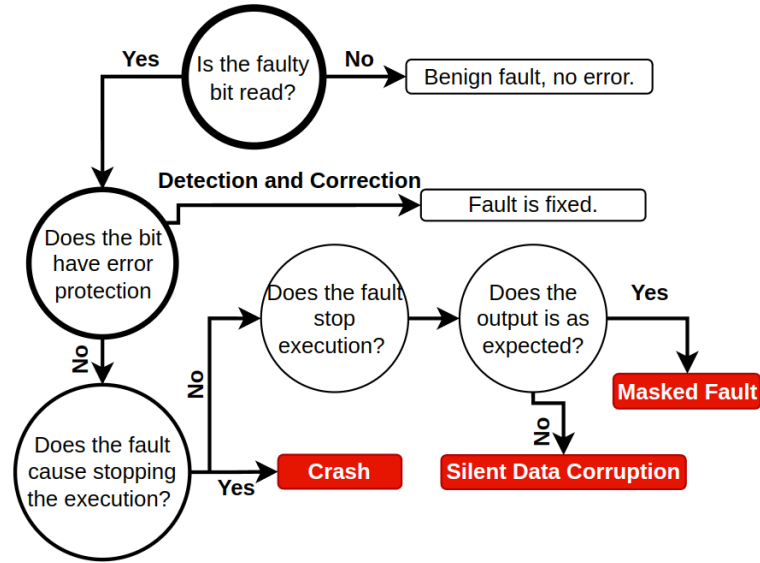 Is the faulty
bit read?
Yes
No
Benign fault, no error.
Detection and Correction
Fault is fixed.
Does the bit
have error
protection
Does the fault
stop
execution?
Does the
output is as
expected?
Yes
Masked Fault
No
No
No
Does the fault
cause stopping
the execution?
Yes
Crash
Silent Data Corruption